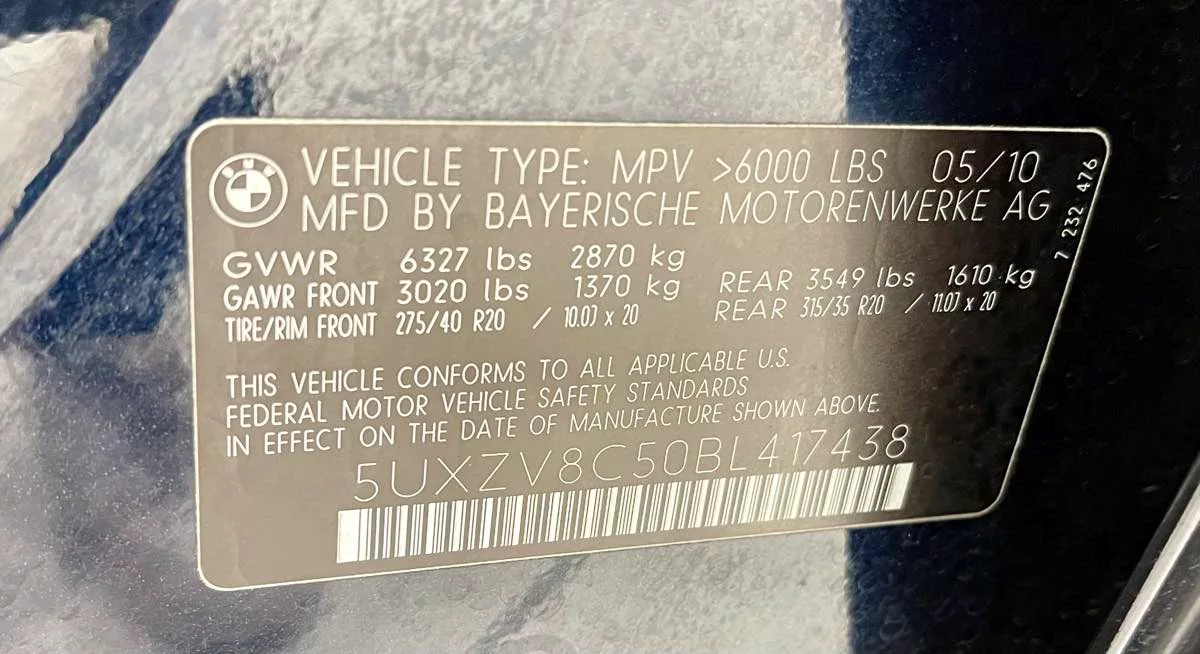 VEHICLE TYPE: MPV >6000 LBS 05/10
MFD BY BAYERISCHE MOTORENWERKE AG
7 232 476
GVWR 6327 lbs 2870 kg
GAWR FRONT 3020 lbs 1370 kg REAR 3549 lbs 1610 kg
TIRE/RIM FRONT 275/40 R20 / 10.0J x 20 REAR 315/35 R20 / 11.0J x 20
THIS VEHICLE CONFORMS TO ALL APPLICABLE U.S.
FEDERAL MOTOR VEHICLE SAFETY STANDARDS
IN EFFECT ON THE DATE OF MANUFACTURE SHOWN ABOVE.
5UXZV8C50BL417438